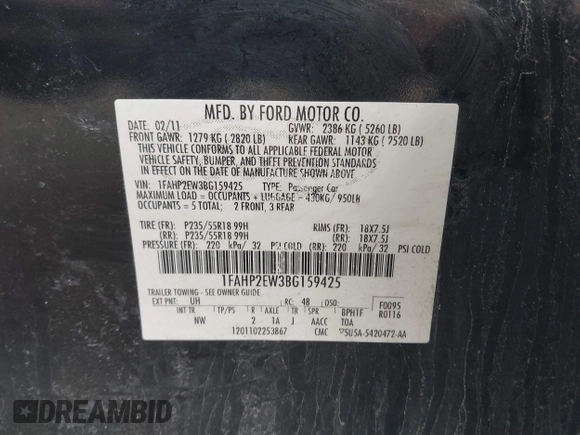 MFD. BY FORD MOTOR CO.
DATE: 02/11 GVWR: 2386 KG ( 5260 LB)
FRONT GAWR: 1279 KG ( 2820 LB) REAR GAWR: 1143 KG ( 2520 LB)
THIS VEHICLE CONFORMS TO ALL APPLICABLE FEDERAL MOTOR
VEHICLE SAFETY, BUMPER, AND THEFT PREVENTION STANDARDS
IN EFFECT ON THE DATE OF MANUFACTURE SHOWN ABOVE.
VIN: 1FAHP2EW3BG159425 TYPE: Passenger Car
MAXIMUM LOAD = OCCUPANTS + LUGGAGE = 430KG/ 950LB
OCCUPANTS = 5 TOTAL; 2 FRONT, 3 REAR
TIRE (FR): P235/55R18 99H RIMS (FR): 18X7.5J
(RR): P235/55R18 99H (RR): 18X7.5J
PRESSURE (FR): 220 kPa/ 32 PSI COLD (RR): 220 kPa/ 32 PSI COLD
1FAHP2EW3BG159425
TRAILER TOWING - SEE OWNER GUIDE.
EXT PNT: UH RC: 48 DSO: F0095
R0116
INT TR TP/PS R AXLE TR SPR BPHTF
NW 2 1A J AACC TOA
1201102253867 CMC 5U5A-5420472-AA
DREAMBID